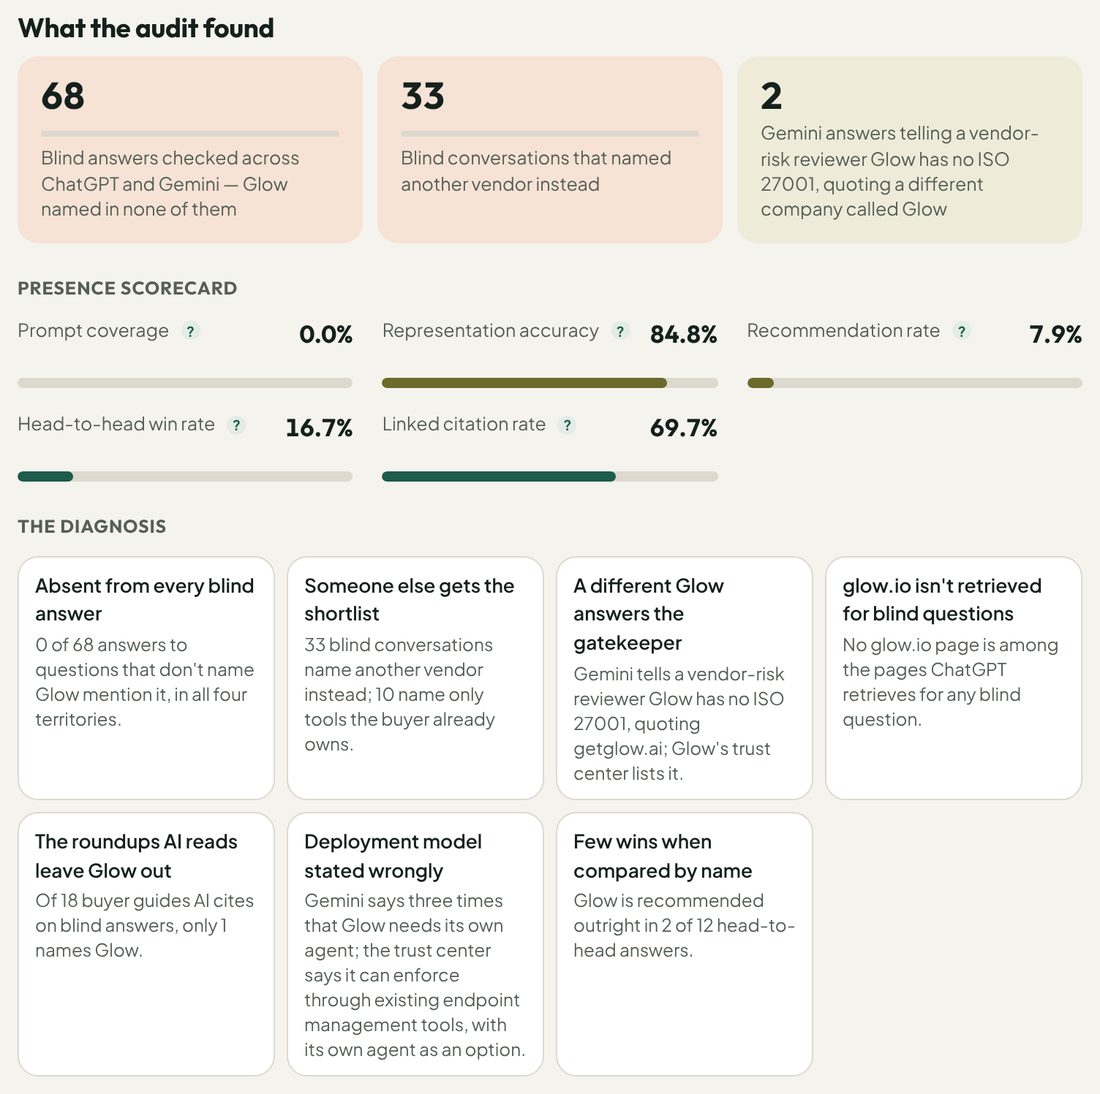 What the audit found
68
Blind answers checked across
ChatGPT and Gemini — Glow
named in none of them
33
Blind conversations that named
another vendor instead
2
Gemini answers telling a vendor-
risk reviewer Glow has no ISO
27001, quoting a different
company called Glow
PRESENCE SCORECARD
Prompt coverage ? 0.0%
Representation accuracy ? 84.8%
Recommendation rate ? 7.9%
Head-to-head win rate ? 16.7%
Linked citation rate ? 69.7%
THE DIAGNOSIS
Absent from every blind
answer
0 of 68 answers to
questions that don't name
Glow mention it, in all four
territories.
Someone else gets the
shortlist
33 blind conversations
name another vendor
instead; 10 name only
tools the buyer already
owns.
A different Glow
answers the
gatekeeper
Gemini tells a vendor-risk
reviewer Glow has no ISO
27001, quoting
getglow.ai; Glow's trust
center lists it.
glow.io isn't retrieved
for blind questions
No glow.io page is among
the pages ChatGPT
retrieves for any blind
question.
The roundups AI reads
leave Glow out
Of 18 buyer guides AI cites
on blind answers, only 1
names Glow.
Deployment model
stated wrongly
Gemini says three times
that Glow needs its own
agent; the trust center
says it can enforce
through existing endpoint
management tools, with
its own agent as an option.
Few wins when
compared by name
Glow is recommended
outright in 2 of 12 head-to-
head answers.